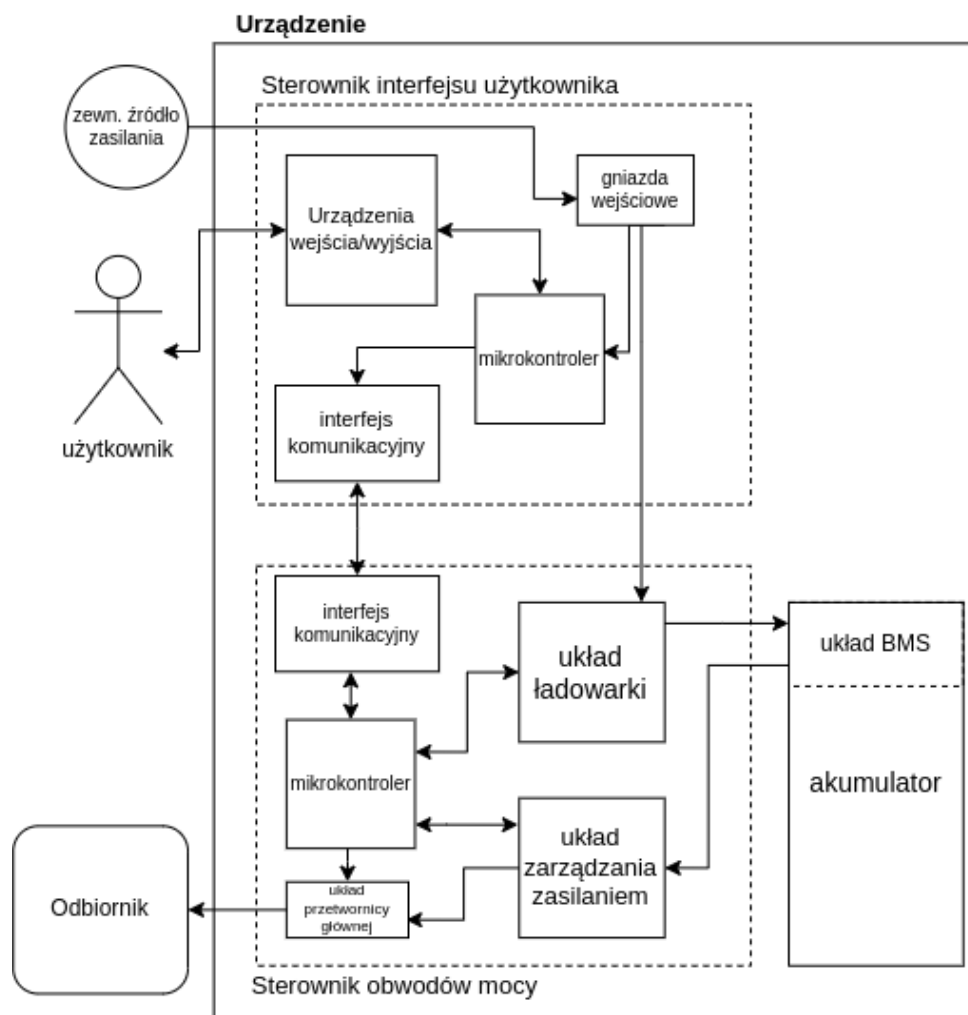 Urządzenie
Sterownik interfejsu użytkownika
zewn. źródło
zasilania
gniazda
wejściowe
Urządzenia
wejścia/wyjścia
mikrokontroler
interfejs
komunikacyjny
użytkownik
interfejs
komunikacyjny
układ
ładowarki
układ BMS
mikrokontroler
akumulator
układ
zarządzania
zasilaniem
układ
przetwornicy
głównej
Odbiornik
Sterownik obwodów mocy